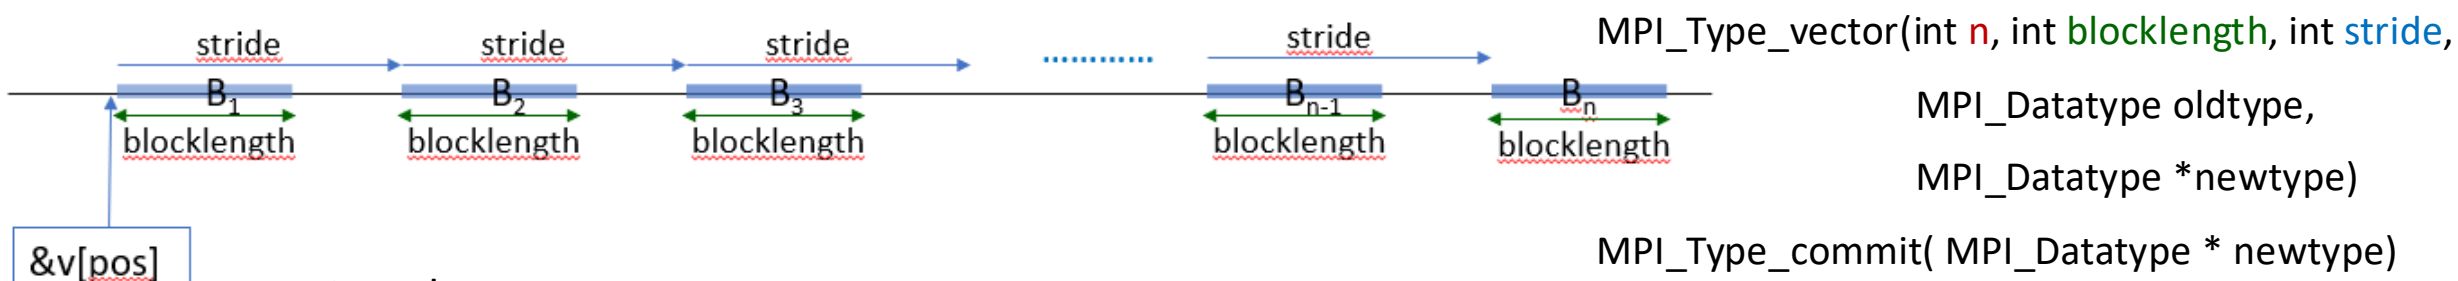 stride stride stride stride
B1 B2 B3 ............ Bn-1 Bn
blocklength blocklength blocklength blocklength blocklength
&v[pos]
MPI_Type_vector(int n, int blocklength, int stride,
MPI_Datatype oldtype,
MPI_Datatype *newtype)
MPI_Type_commit( MPI_Datatype * newtype)